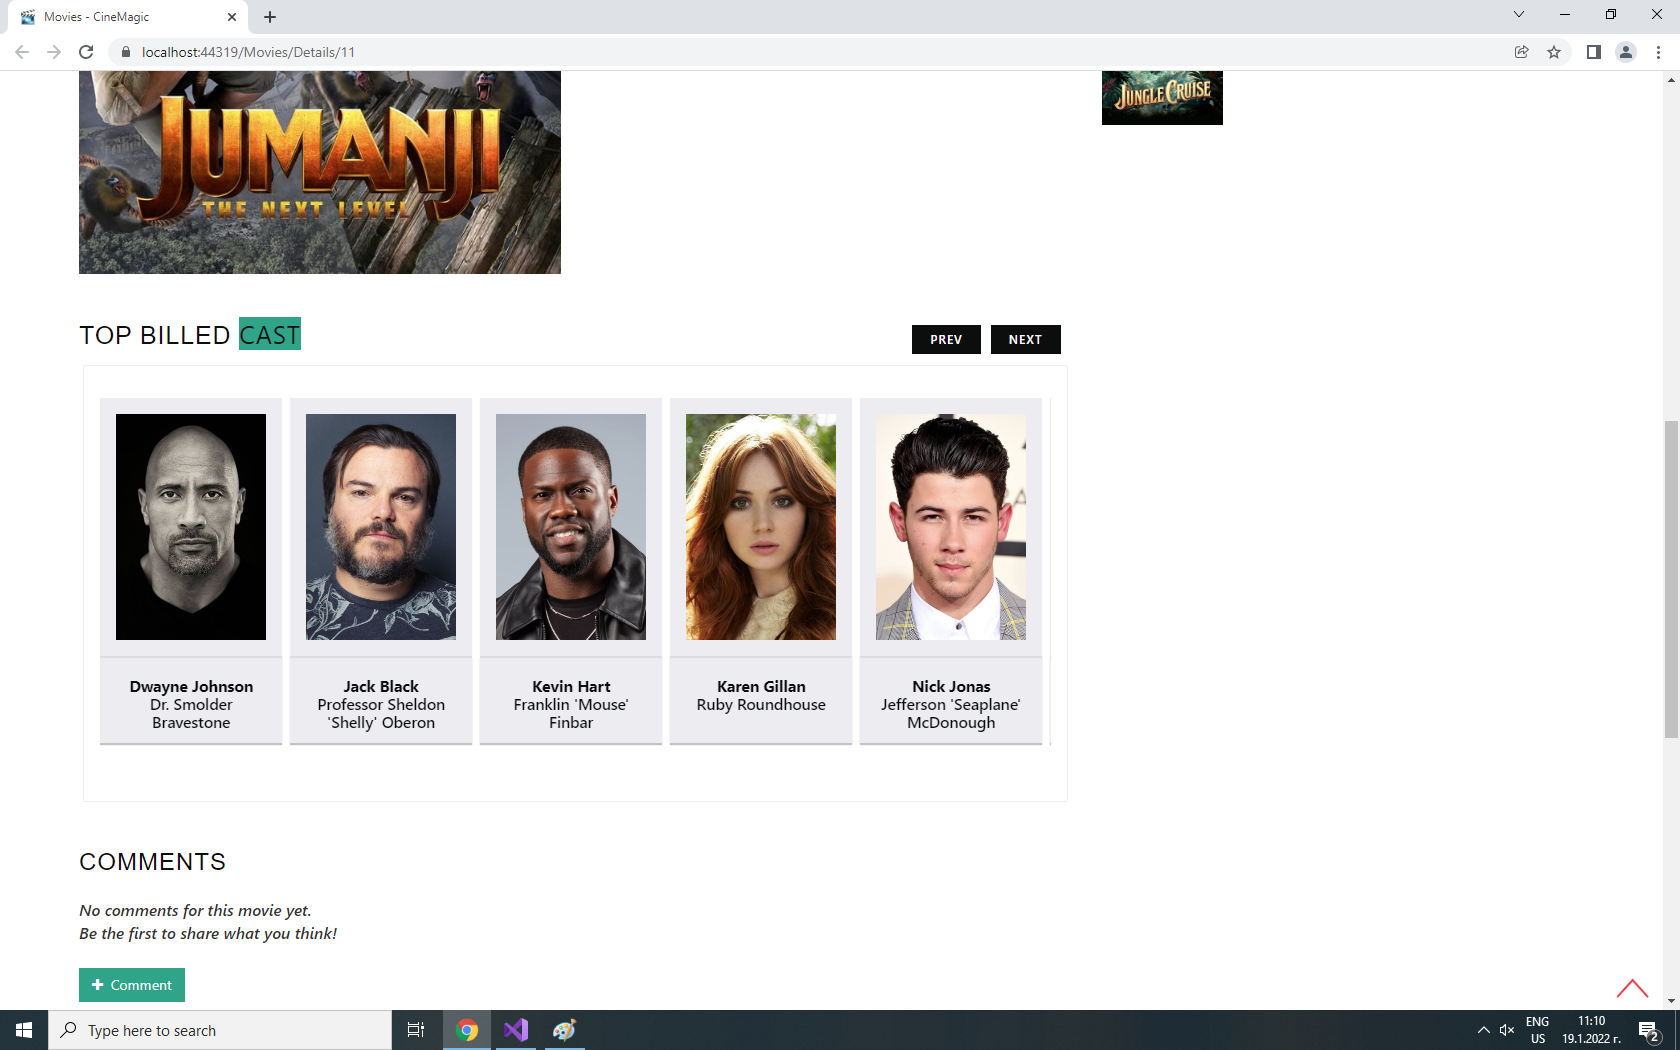 Movies - CineMagic
localhost:44319/Movies/Details/11
JUMANJI
THE NEXT LEVEL
JUNGLE CRUISE
TOP BILLED CAST
PREV NEXT
Dwayne Johnson
Dr. Smolder
Bravestone
Jack Black
Professor Sheldon
'Shelly' Oberon
Kevin Hart
Franklin 'Mouse'
Finbar
Karen Gillan
Ruby Roundhouse
Nick Jonas
Jefferson 'Seaplane'
McDonough
COMMENTS
No comments for this movie yet.
Be the first to share what you think!
+ Comment
Type here to search
ENG
US
11:10
19.1.2022 г.
2